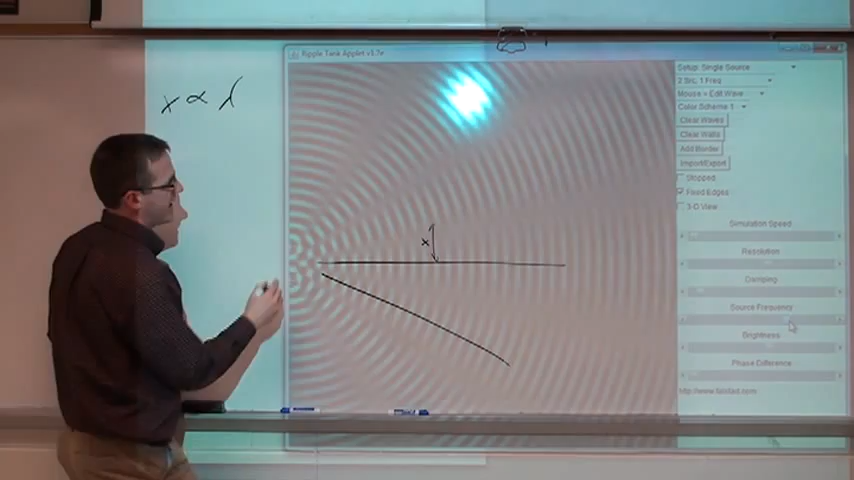 Ripple Tank Applet v1.7e
x ∝ λ
x
Setup: Single Source
2 Src, 1 Freq
Mouse = Edit Wave
Color Scheme 1
Clear Waves
Clear Walls
Add Border
Import/Export
Stopped
Fixed Edges
3-D View
Simulation Speed
Resolution
Damping
Source Frequency
Brightness
Phase Difference
http://www.falstad.com